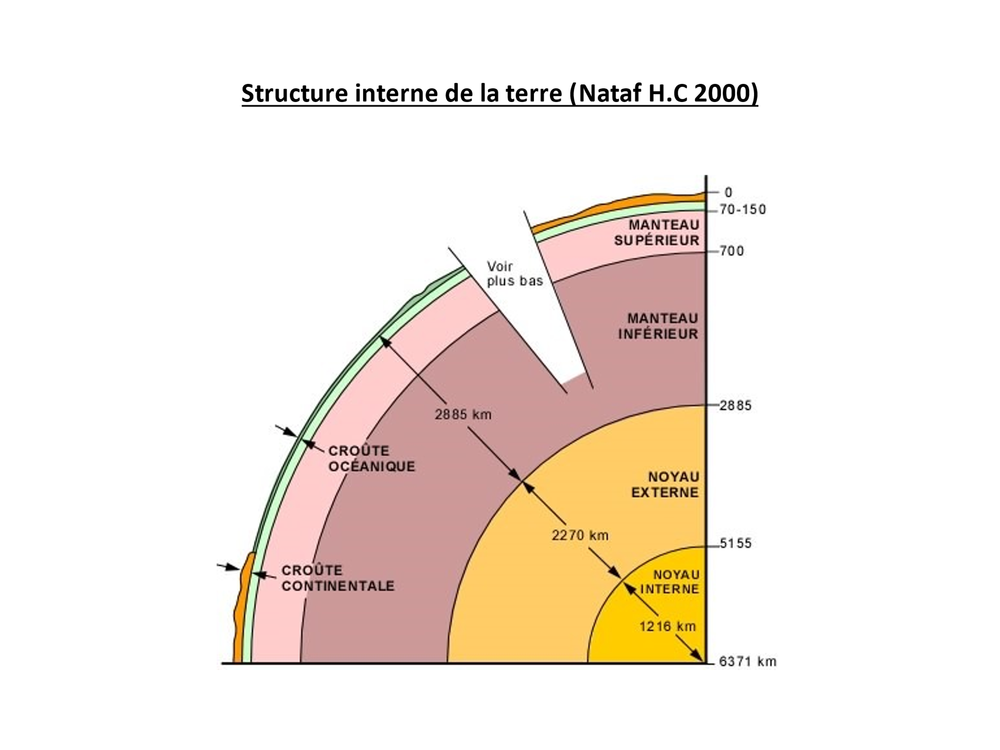 Structure interne de la terre (Nataf H.C 2000)
0
70-150
MANTEAU
SUPÉRIEUR
700
Voir
plus bas
MANTEAU
INFÉRIEUR
2885
2885 km
CROÛTE
OCÉANIQUE
NOYAU
EXTERNE
2270 km
5155
CROÛTE
CONTINENTALE
NOYAU
INTERNE
1216 km
6371 km